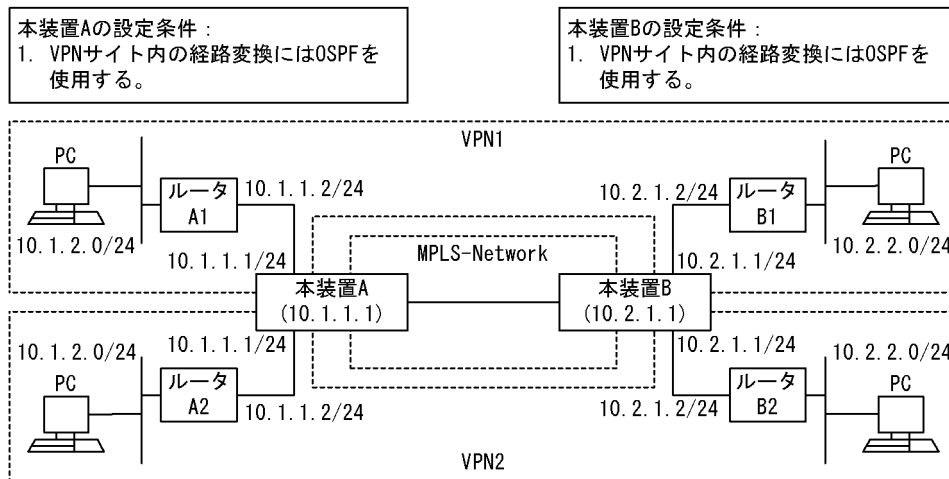 本装置Aの設定条件：
1. VPNサイト内の経路変換にはOSPFを
使用する。
本装置Bの設定条件：
1. VPNサイト内の経路変換にはOSPFを
使用する。
VPN1
PC
ルータ
A1
10.1.1.2/24
10.1.2.0/24
10.1.1.1/24
10.2.1.2/24
ルータ
B1
PC
10.2.2.0/24
10.2.1.1/24
MPLS-Network
本装置A
(10.1.1.1)
本装置B
(10.2.1.1)
10.1.2.0/24
PC
10.1.1.1/24
ルータ
A2
10.1.1.2/24
10.2.1.1/24
10.2.1.2/24
ルータ
B2
10.2.2.0/24
PC
VPN2